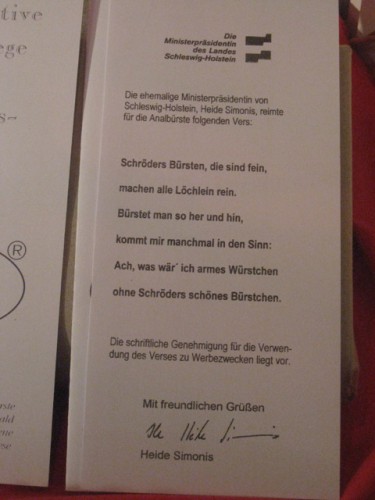 tive
ege
s-
®
Die
Ministerpräsidentin
des Landes
Schleswig-Holstein
Die ehemalige Ministerpräsidentin von
Schleswig-Holstein, Heide Simonis, reimte
für die Analbürste folgenden Vers:
Schröders Bürsten, die sind fein,
machen alle Löchlein rein.
Bürstet man so her und hin,
kommt mir manchmal in den Sinn:
Ach, was wär´ ich armes Würstchen
ohne Schröders schönes Bürstchen.
Die schriftliche Genehmigung für die Verwen-
dung des Verses zu Werbezwecken liegt vor.
Mit freundlichen Grüßen
Heide Simonis